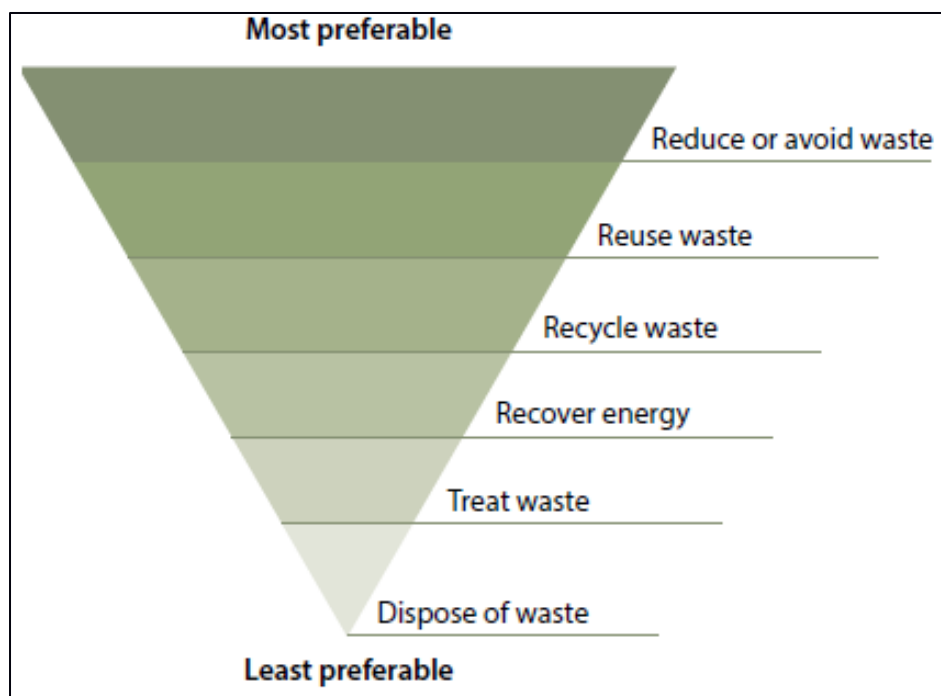 Most preferable
Reduce or avoid waste
Reuse waste
Recycle waste
Recover energy
Treat waste
Dispose of waste
Least preferable